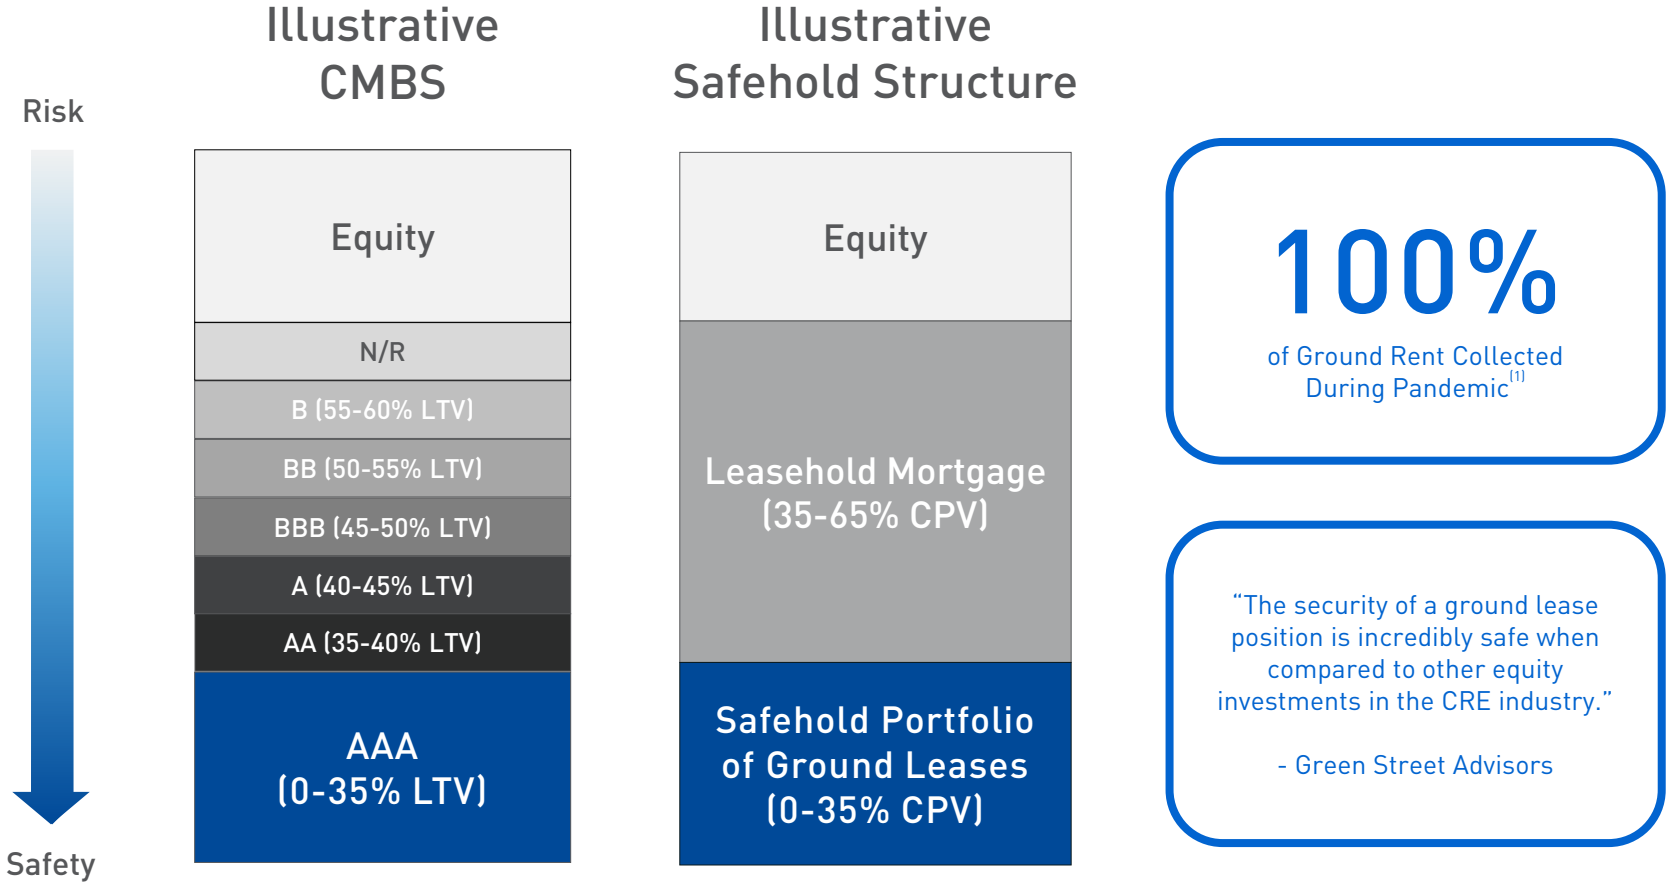 Illustrative
CMBS
Illustrative
Safehold Structure
Risk
Safety
Equity
N/R
B (55-60% LTV)
BB (50-55% LTV)
BBB (45-50% LTV)
A (40-45% LTV)
AA (35-40% LTV)
AAA
(0-35% LTV)
Equity
Leasehold Mortgage
(35-65% CPV)
Safehold Portfolio
of Ground Leases
(0-35% CPV)
100%
of Ground Rent Collected
During Pandemic(1)
“The security of a ground lease
position is incredibly safe when
compared to other equity
investments in the CRE industry.”
- Green Street Advisors